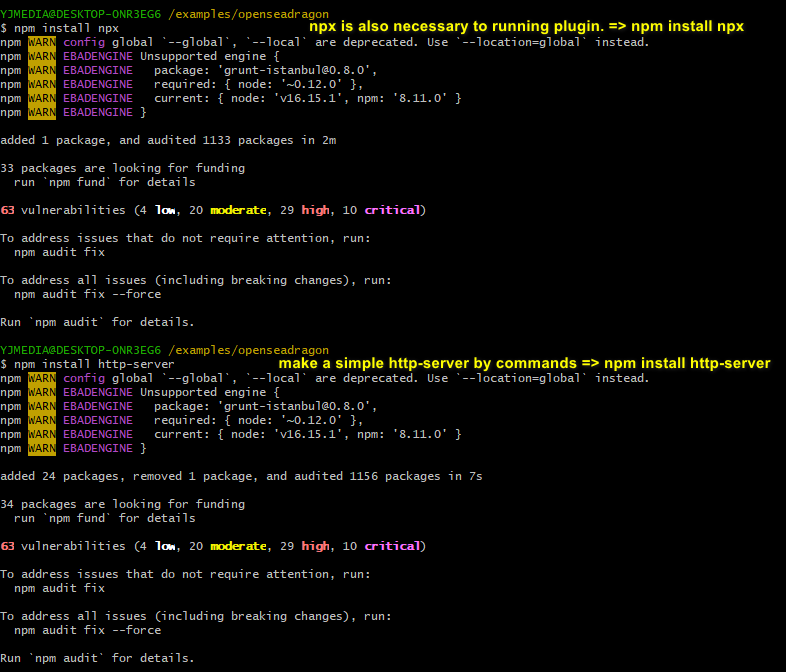 YJMEDIA@DESKTOP-ONR3EG6 /examples/openseadragon
$ npm install npx npx is also necessary to running plugin. => npm install npx
npm WARN config global `--global`, `--local` are deprecated. Use `--location=global` instead.
npm WARN EBADENGINE Unsupported engine {
npm WARN EBADENGINE   package: 'grunt-istanbul@0.8.0',
npm WARN EBADENGINE   required: { node: '~0.12.0' },
npm WARN EBADENGINE   current: { node: 'v16.15.1', npm: '8.11.0' }
npm WARN EBADENGINE }
added 1 package, and audited 1133 packages in 2m
33 packages are looking for funding
  run `npm fund` for details
63 vulnerabilities (4 low, 20 moderate, 29 high, 10 critical)
To address issues that do not require attention, run:
  npm audit fix
To address all issues (including breaking changes), run:
  npm audit fix --force
Run `npm audit` for details.
YJMEDIA@DESKTOP-ONR3EG6 /examples/openseadragon
$ npm install http-server make a simple http-server by commands => npm install http-server
npm WARN config global `--global`, `--local` are deprecated. Use `--location=global` instead.
npm WARN EBADENGINE Unsupported engine {
npm WARN EBADENGINE   package: 'grunt-istanbul@0.8.0',
npm WARN EBADENGINE   required: { node: '~0.12.0' },
npm WARN EBADENGINE   current: { node: 'v16.15.1', npm: '8.11.0' }
npm WARN EBADENGINE }
added 24 packages, removed 1 package, and audited 1156 packages in 7s
34 packages are looking for funding
  run `npm fund` for details
63 vulnerabilities (4 low, 20 moderate, 29 high, 10 critical)
To address issues that do not require attention, run:
  npm audit fix
To address all issues (including breaking changes), run:
  npm audit fix --force
Run `npm audit` for details.